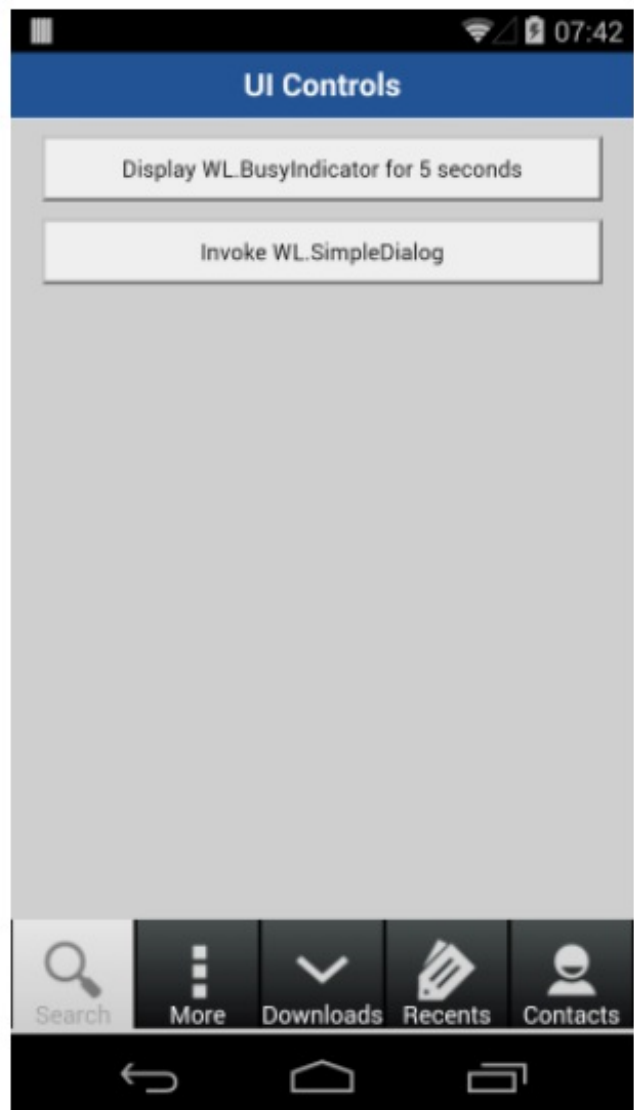 07:42
UI Controls
Display WL.BusyIndicator for 5 seconds
Invoke WL.SimpleDialog
Search More Downloads Recents Contacts